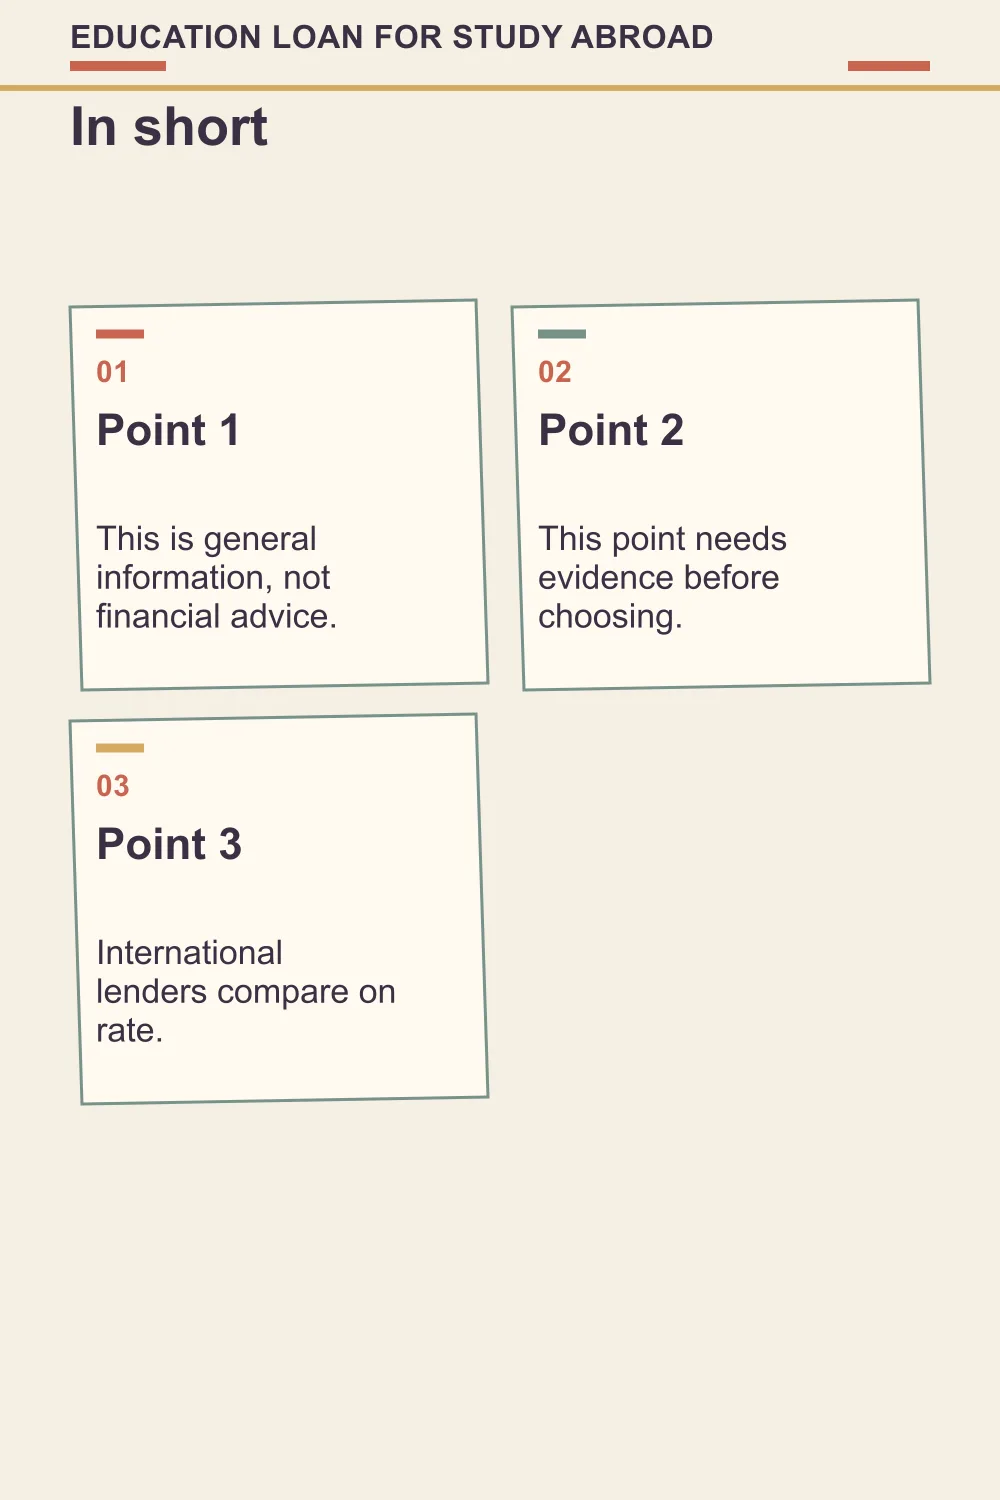 EDUCATION LOAN FOR STUDY ABROAD
In short
01
Point 1
This is general
information, not
financial advice.
02
Point 2
This point needs
evidence before
choosing.
03
Point 3
International
lenders compare on
rate.